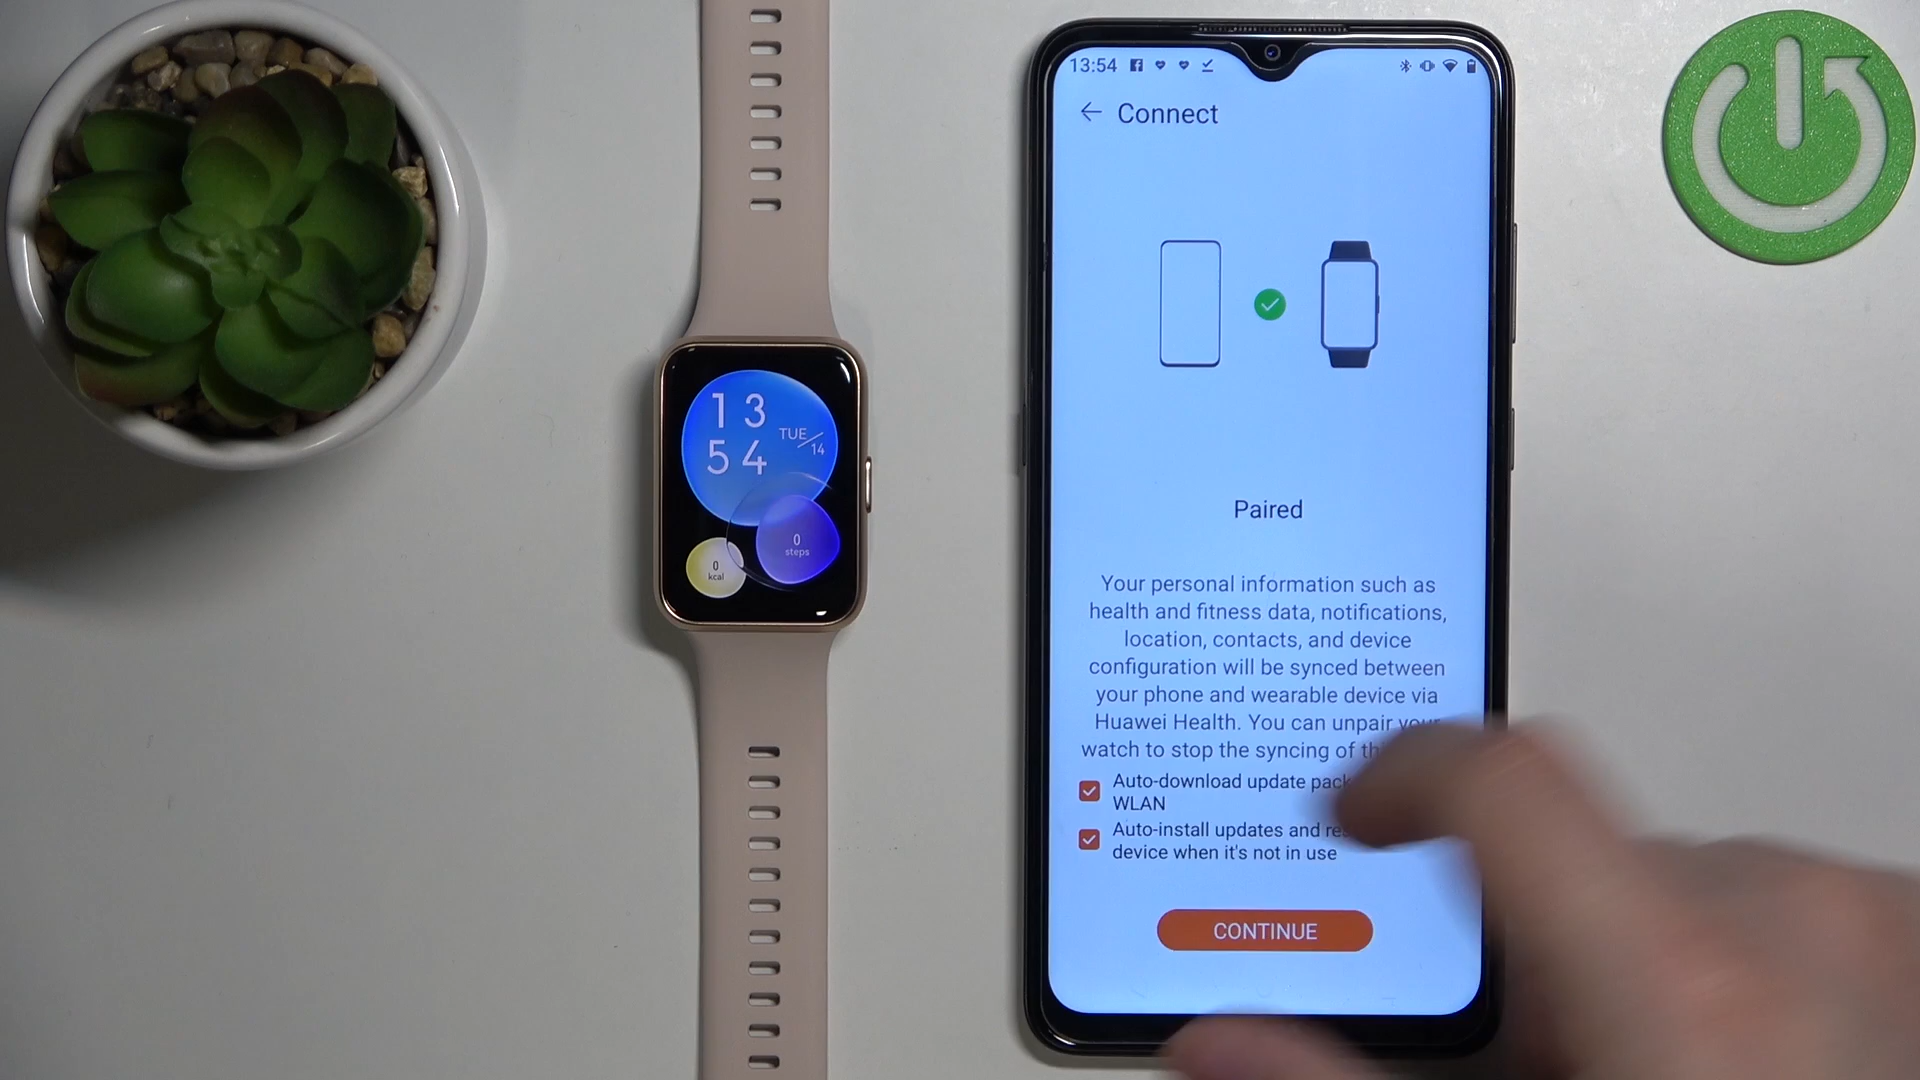 13:54
Connect
13
54
TUE/14
0
steps
0
kcal
Paired
Your personal information such as
health and fitness data, notifications,
location, contacts, and device
configuration will be synced between
your phone and wearable device via
Huawei Health. You can unpair your
watch to stop the syncing of
Auto-download update
WLAN
Auto-install updates and
device when it's not in use
CONTINUE